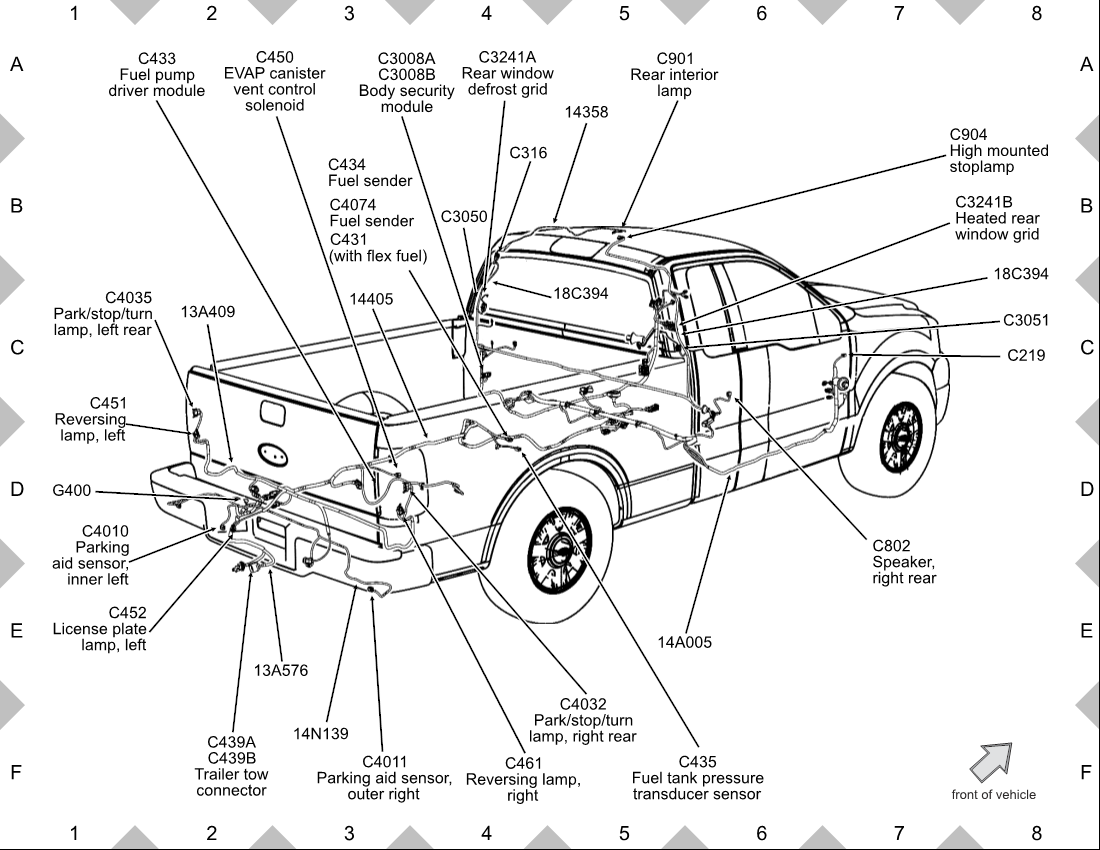 1 2 3 4 5 6 7 8
A
A
C433
Fuel pump
driver module
C450
EVAP canister
vent control
solenoid
C3008A
C3008B
Body security
module
C3241A
Rear window
defrost grid
C901
Rear interior
lamp
14358
C316
C904
High mounted
stoplamp
C434
Fuel sender
C4074
Fuel sender
C431
(with flex fuel)
C3050
B
B
C3241B
Heated rear
window grid
18C394
18C394
C4035
Park/stop/turn
lamp, left rear
13A409
14405
C3051
C
C
C219
C451
Reversing
lamp, left
D
D
G400
C4010
Parking
aid sensor,
inner left
C802
Speaker,
right rear
C452
License plate
lamp, left
E
E
14A005
13A576
14N139
C4032
Park/stop/turn
lamp, right rear
C439A
C439B
Trailer tow
connector
C4011
Parking aid sensor,
outer right
C461
Reversing lamp,
right
C435
Fuel tank pressure
transducer sensor
F
F
front of vehicle
1 2 3 4 5 6 7 8